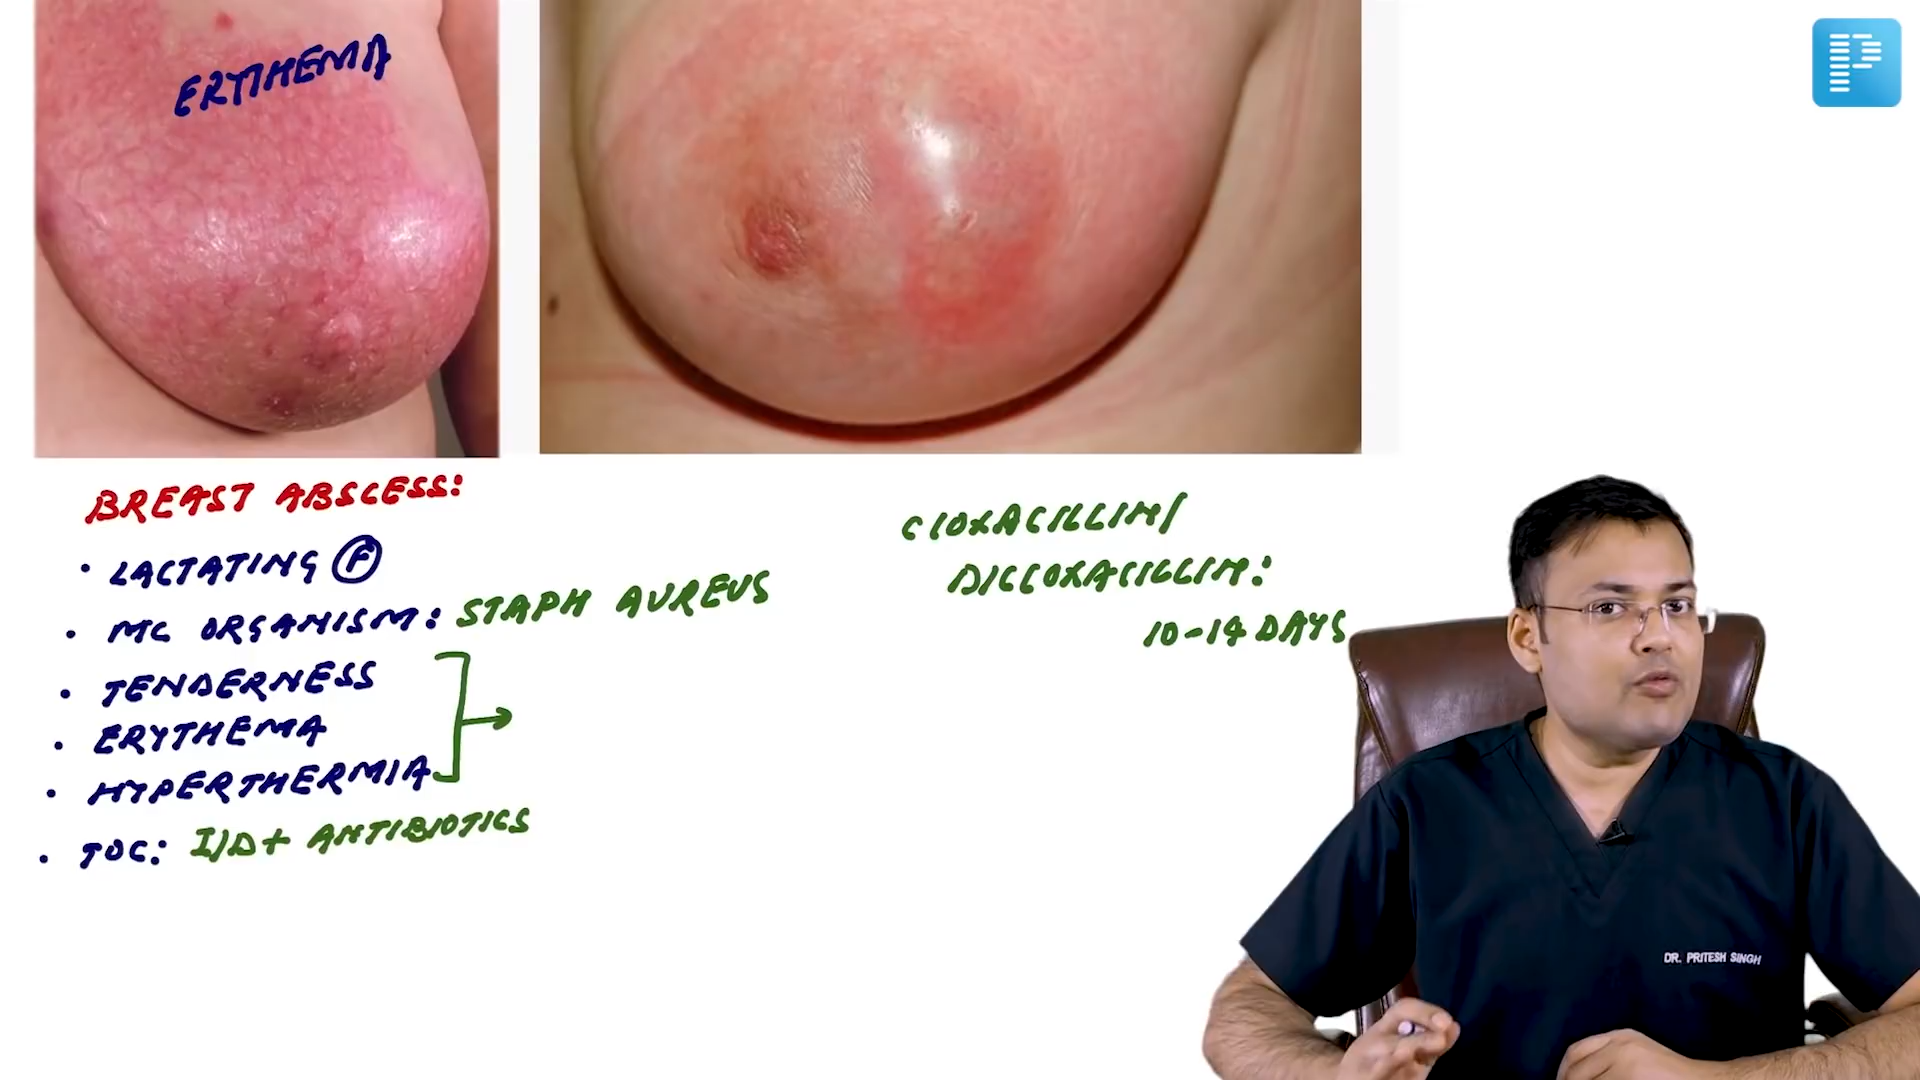 ERYTHEMA
BREAST ABSCESS:
• LACTATING F
• MC ORGANISM: STAPH AUREUS
• TENDERNESS
• ERYTHEMA
• HYPERTHERMIA
• TOC: I/D+ ANTIBIOTICS
CLOXACILLIN/
DICLOXACILLIN:
10-14 DAYS
DR. PRITESH SINGH
P